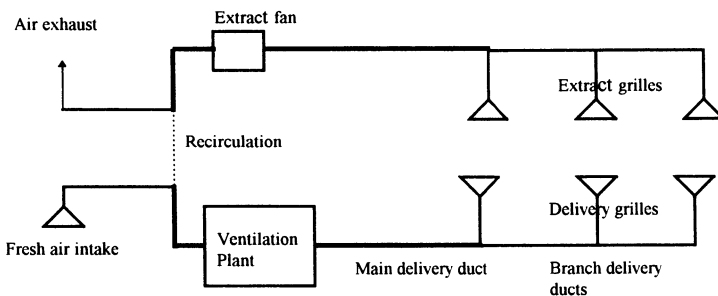 Extract fan
Air exhaust
Extract grilles
Recirculation
Delivery grilles
Fresh air intake
Ventilation
Plant
Main delivery duct
Branch delivery
ducts